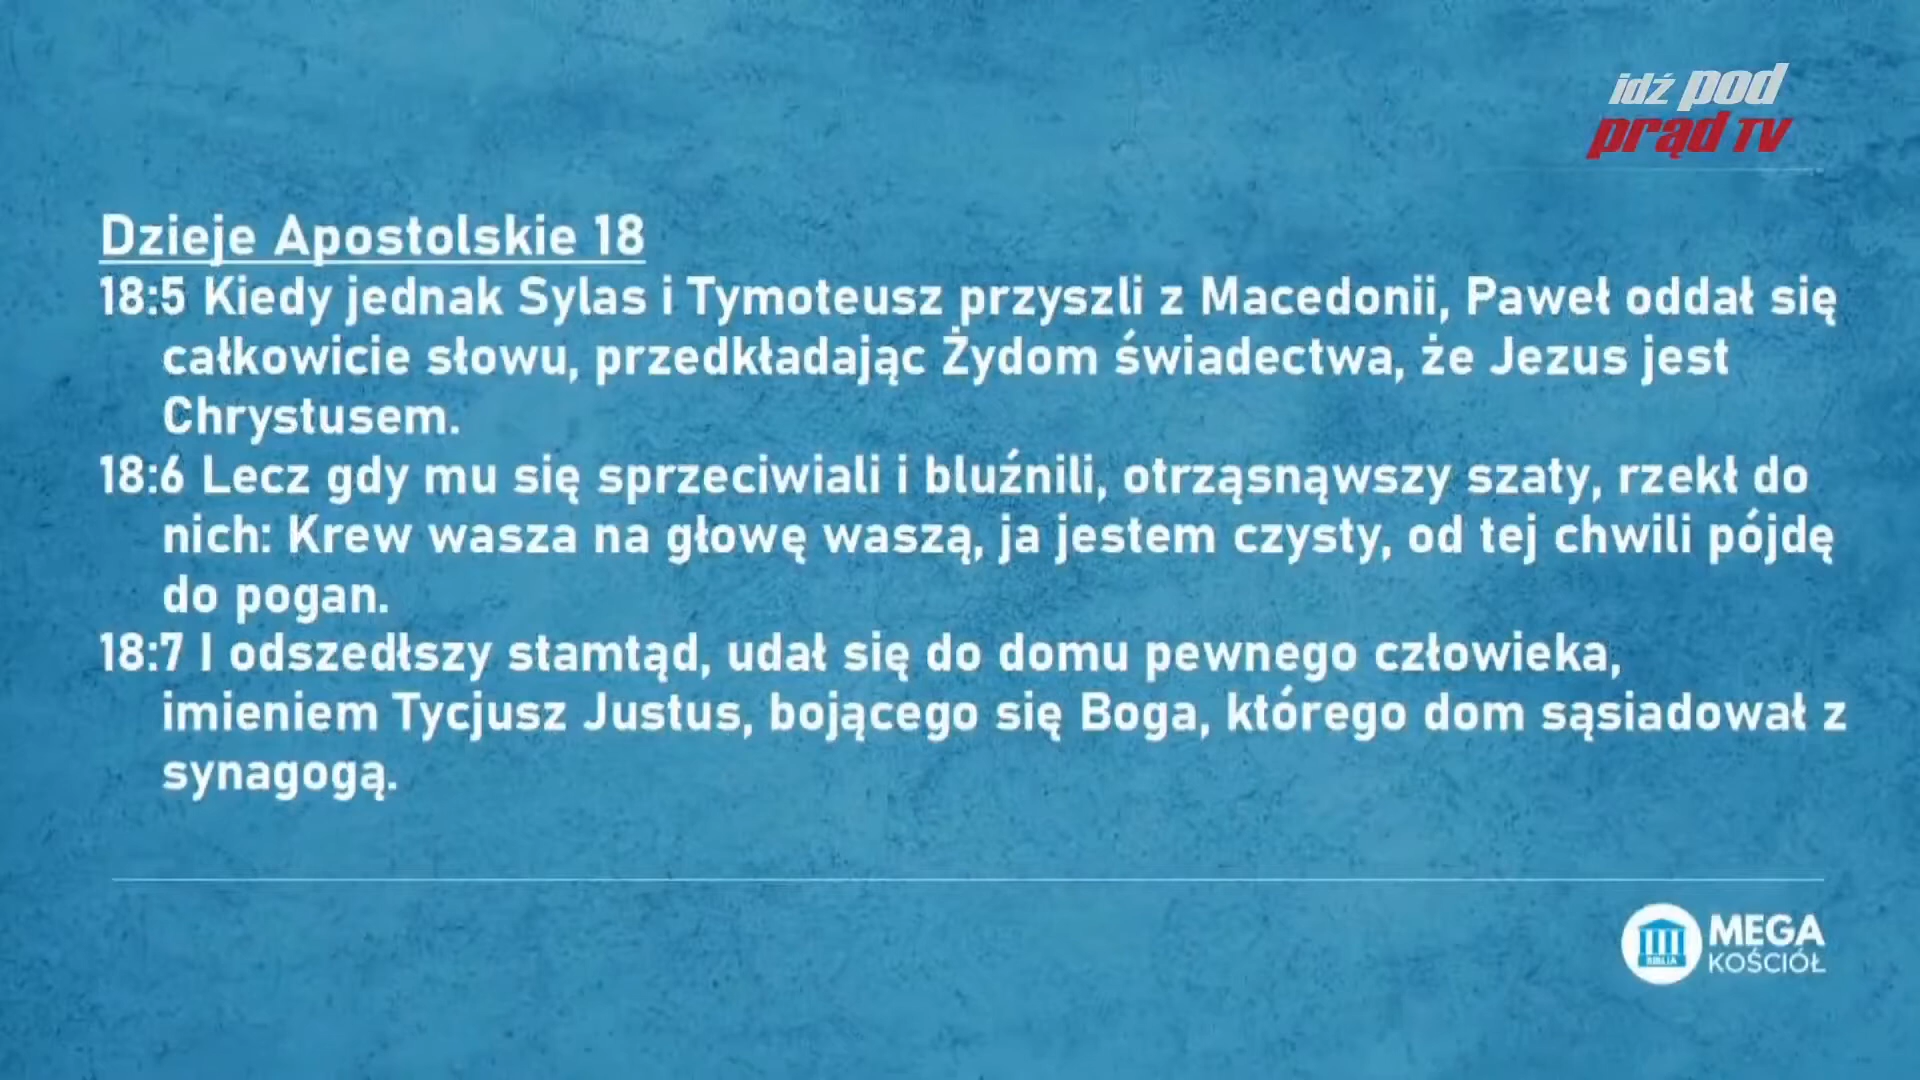 idź pod
prąd TV
Dzieje Apostolskie 18
18:5 Kiedy jednak Sylas i Tymoteusz przyszli z Macedonii, Paweł oddał się
całkowicie słowu, przedkładając Żydom świadectwa, że Jezus jest
Chrystusem.
18:6 Lecz gdy mu się sprzeciwiali i bluźnili, otrząsnąwszy szaty, rzekł do
nich: Krew wasza na głowę waszą, ja jestem czysty, od tej chwili pójdę
do pogan.
18:7 I odszedłszy stamtąd, udał się do domu pewnego człowieka,
imieniem Tycjusz Justus, bojącego się Boga, którego dom sąsiadował z
synagogą.
BIBLIA
MEGA
KOŚCIÓŁ